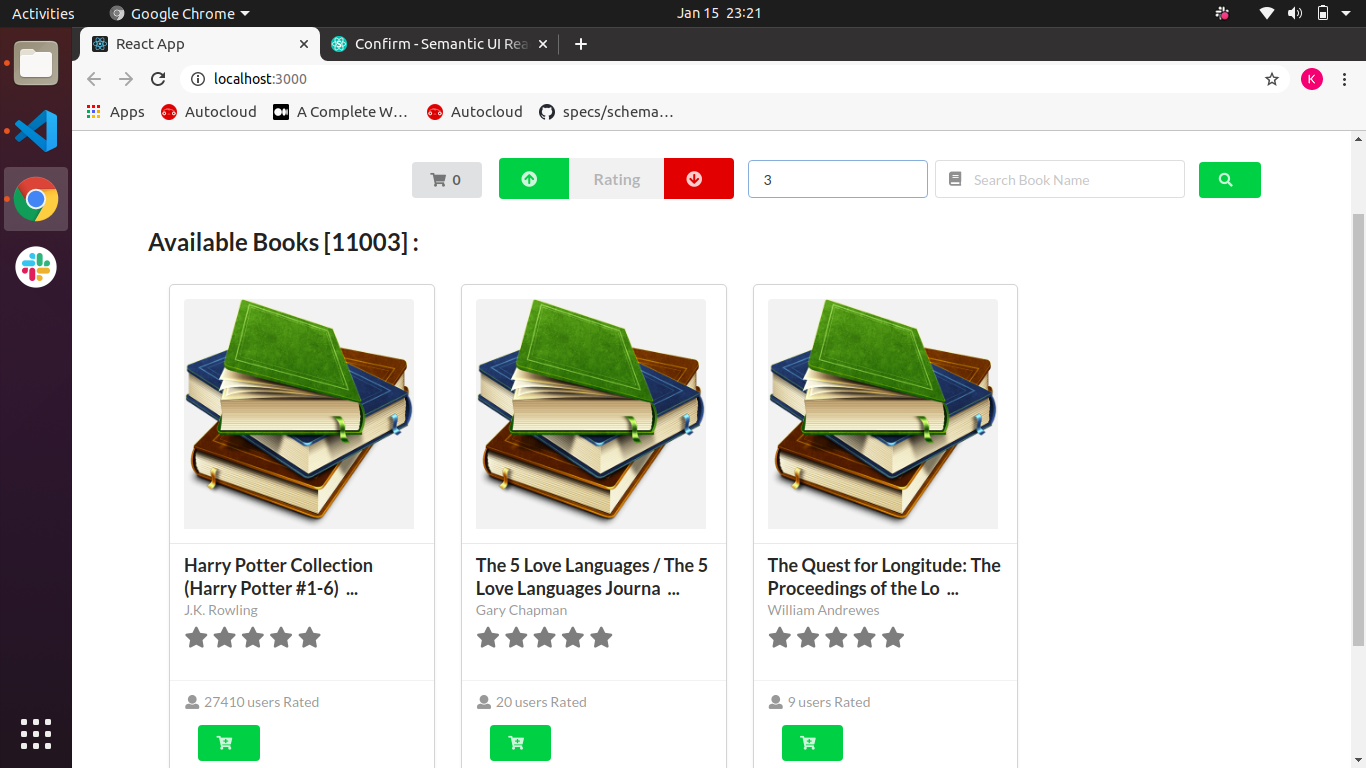 Activities
Google Chrome
Jan 15 23:21
React App
Confirm - Semantic UI Rea
localhost:3000
K
Apps
Autocloud
A Complete W…
Autocloud
specs/schema…
0
Rating
3
Search Book Name
Available Books [11003] :
Harry Potter Collection
(Harry Potter #1-6) ...
J.K. Rowling
27410 users Rated
The 5 Love Languages / The 5
Love Languages Journa ...
Gary Chapman
20 users Rated
The Quest for Longitude: The
Proceedings of the Lo ...
William Andrewes
9 users Rated